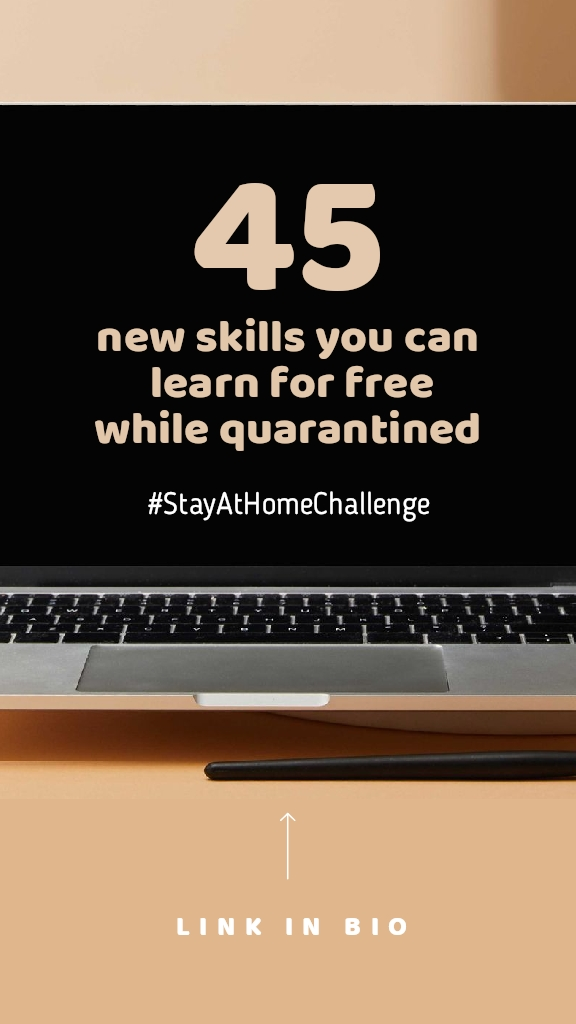 45
new skills you can
learn for free
while quarantined
#StayAtHomeChallenge
LINK IN BIO